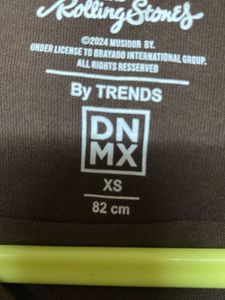 Rolling Stones
©2024 MUSIDOR BV.
UNDER LICENSE TO BRAVADO INTERNATIONAL GROUP.
ALL RIGHTS RESERVED
By TRENDS
DN
MX
XS
82 cm